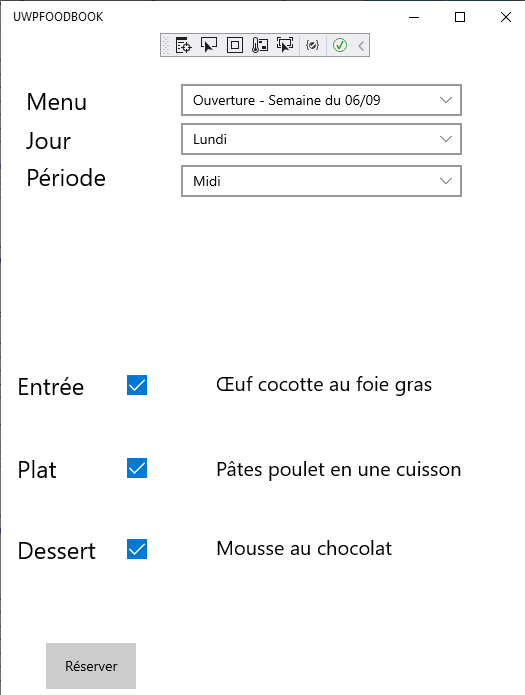 UWPFOODBOOK
Menu Ouverture - Semaine du 06/09
Jour Lundi
Période Midi
Entrée Œuf cocotte au foie gras
Plat Pâtes poulet en une cuisson
Dessert Mousse au chocolat
Réserver